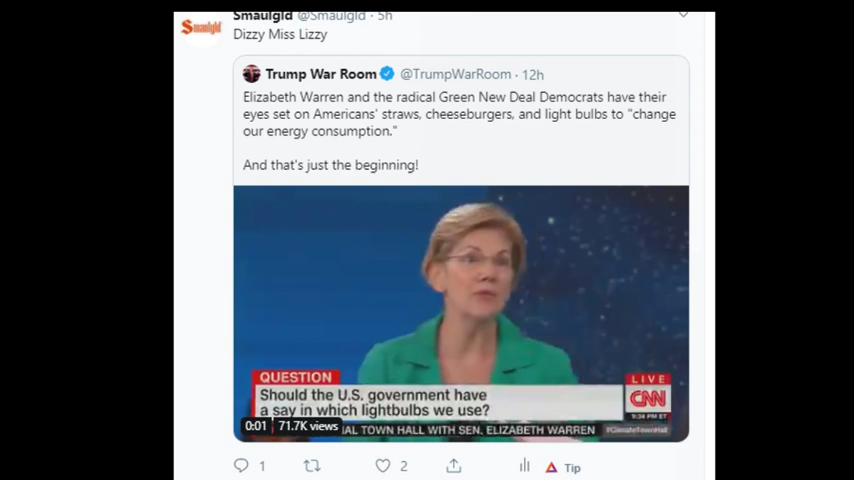 Smaulgld
Smaulgld @Smaulgld · 5h
Dizzy Miss Lizzy
Trump War Room @TrumpWarRoom · 12h
Elizabeth Warren and the radical Green New Deal Democrats have their
eyes set on Americans' straws, cheeseburgers, and light bulbs to "change
our energy consumption."
And that's just the beginning!
QUESTION
Should the U.S. government have
a say in which lightbulbs we use?
LIVE
CNN
9:34 PM ET
0:01 71.7K views
AL TOWN HALL WITH SEN. ELIZABETH WARREN
#ClimateTownHall
1
2
Tip